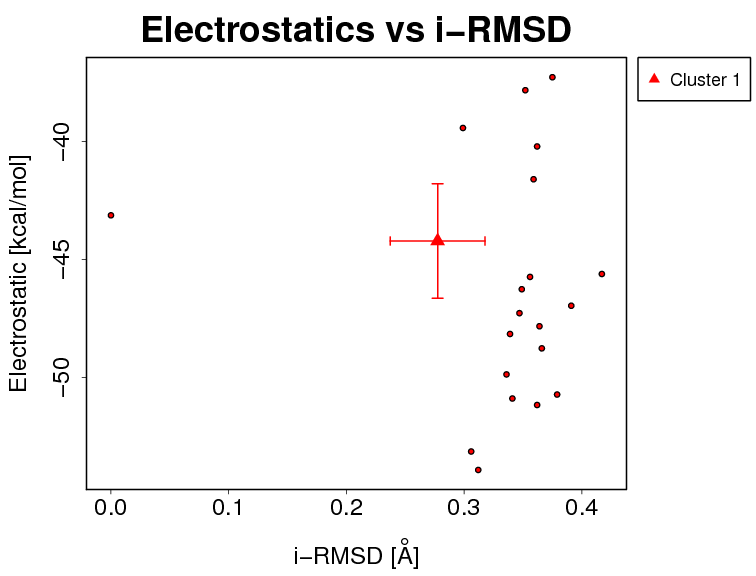 Electrostatics vs i−RMSD
Cluster 1
Electrostatic [kcal/mol]
−40
−45
−50
0.0 0.1 0.2 0.3 0.4
i−RMSD [Å]